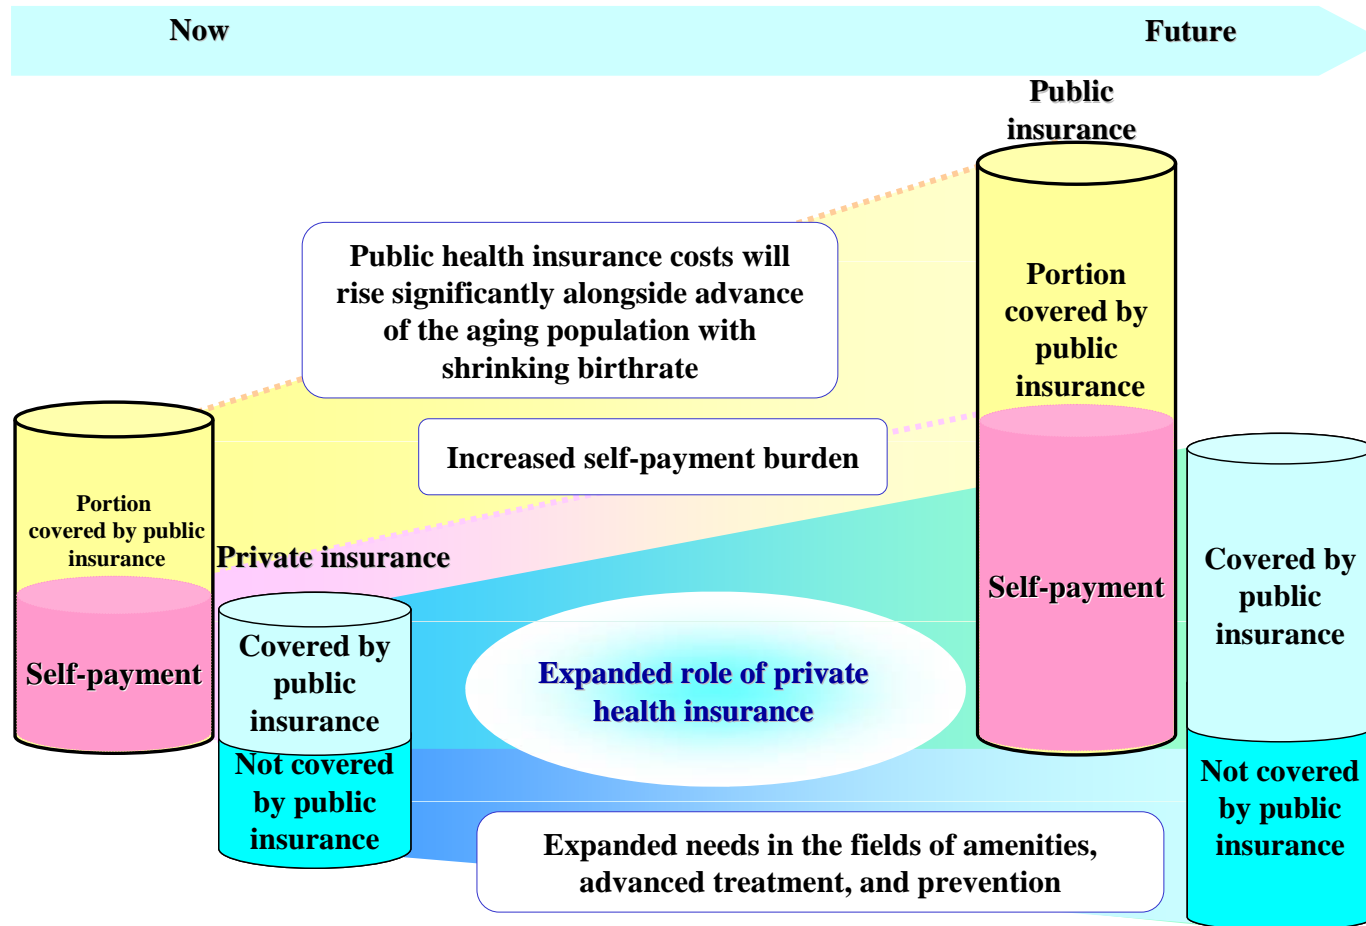 Now
Future
Public
insurance
Public health insurance costs will
rise significantly alongside advance
of the aging population with
shrinking birthrate
Portion
covered by
public
insurance
Increased self-payment burden
Portion
covered by public
insurance
Private insurance
Self-payment
Covered by
public
insurance
Self-payment
Covered by
public
insurance
Expanded role of private
health insurance
Not covered
by public
insurance
Not covered
by public
insurance
Expanded needs in the fields of amenities,
advanced treatment, and prevention